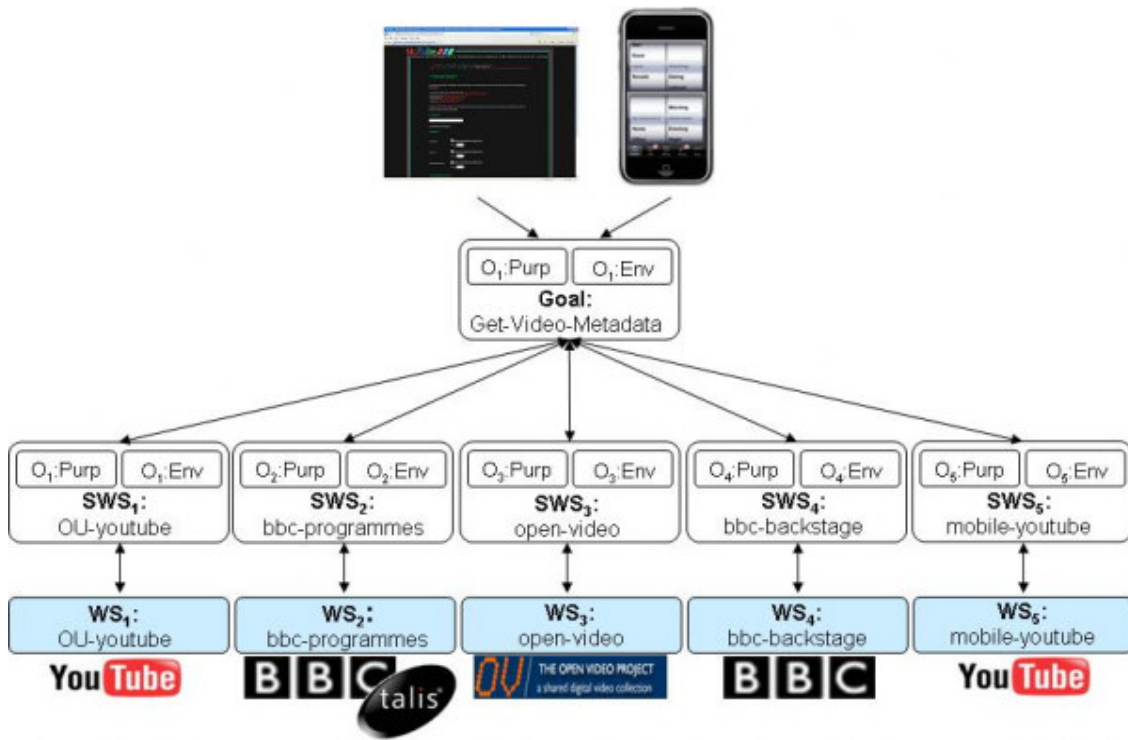 O₁:Purp O₁:Env
Goal:
Get-Video-Metadata
O₁:Purp O₁:Env O₂:Purp O₂:Env O₃:Purp O₃:Env O₄:Purp O₄:Env O₅:Purp O₅:Env
SWS₁: SWS₂: SWS₃: SWS₄: SWS₅:
OU-youtube bbc-programmes open-video bbc-backstage mobile-youtube
WS₁: WS₂: WS₃: WS₄: WS₅:
OU-youtube bbc-programmes open-video bbc-backstage mobile-youtube
YouTube BBC OV THE OPEN VIDEO PROJECT BBC YouTube
a shared digital video collection
talis